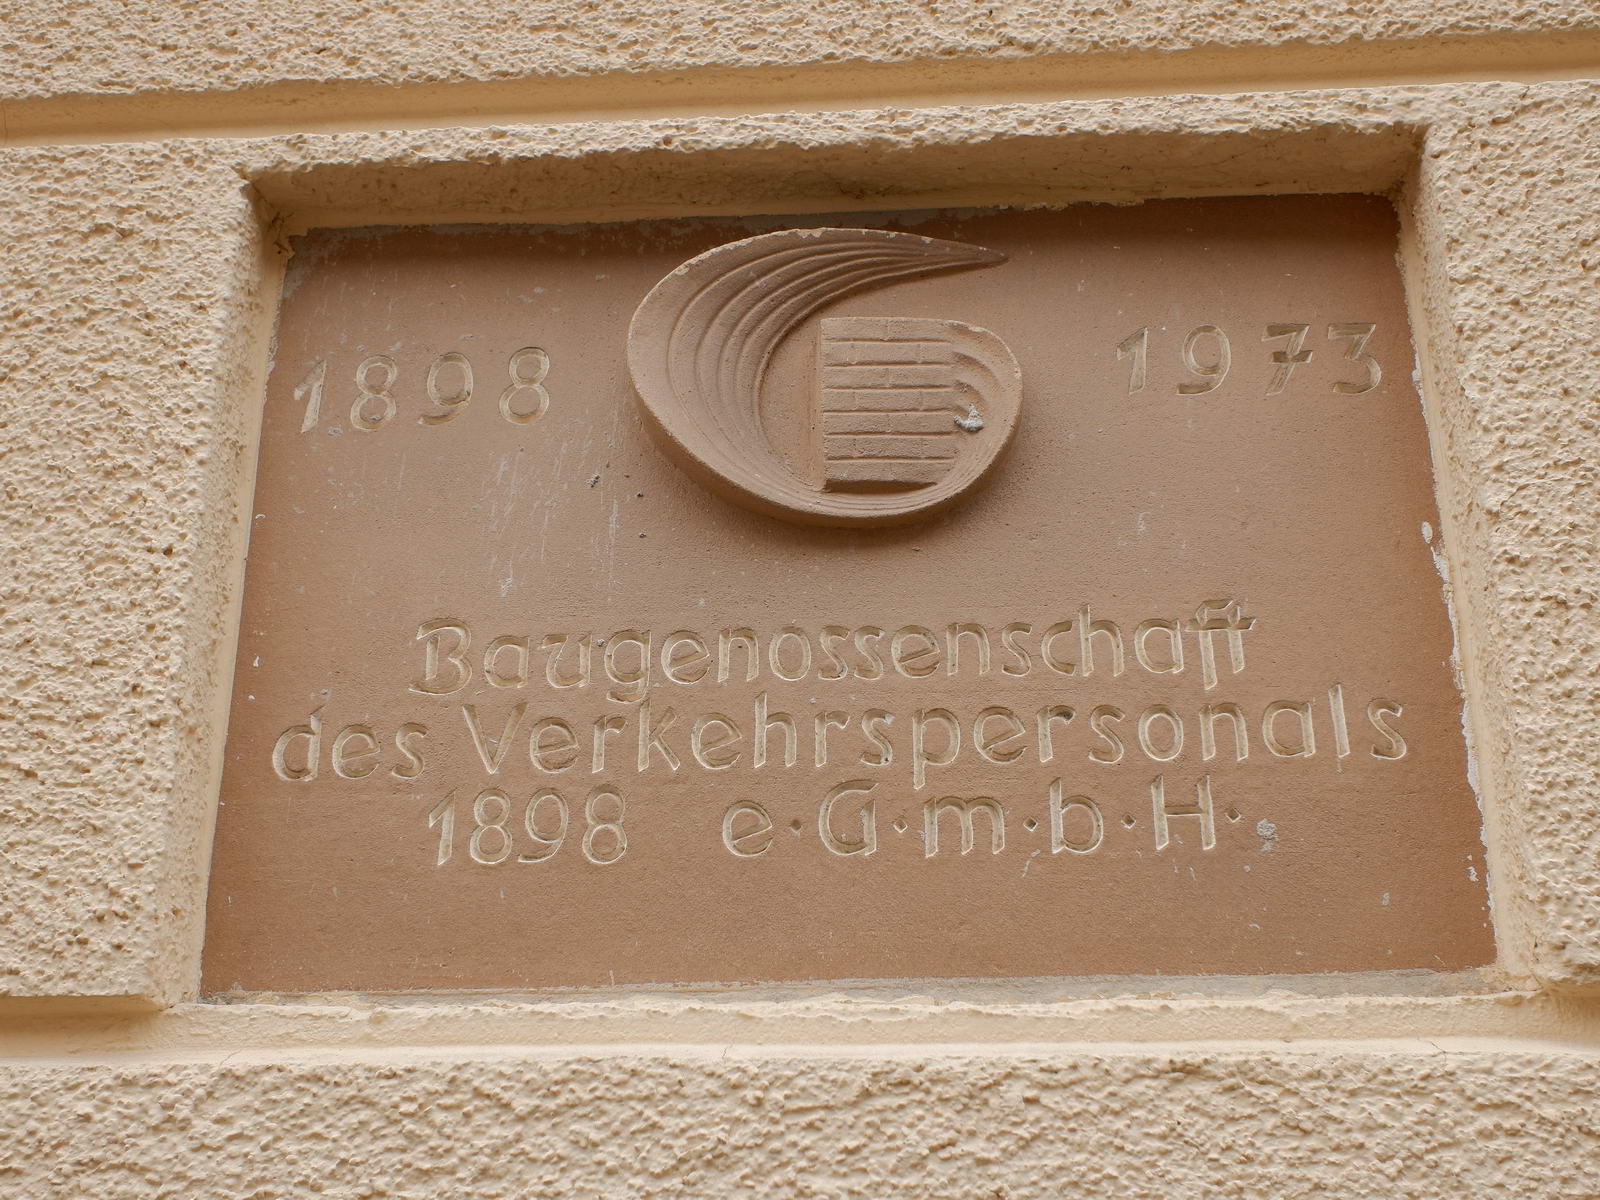 1898 1973
Baugenossenschaft
des Verkehrspersonals
1898 e·G·m·b·H·